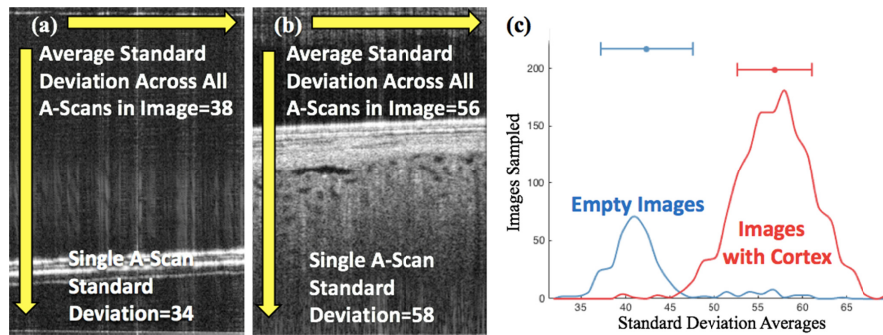 (a)
Average Standard
Deviation Across All
A-Scans in Image=38
Single A-Scan
Standard
Deviation=34
(b)
Average Standard
Deviation Across All
A-Scans in Image=56
Single A-Scan
Standard
Deviation=58
(c)
Images Sampled
200
150
100
50
0
Empty Images
Images
with Cortex
35 40 45 50 55 60 65
Standard Deviation Averages